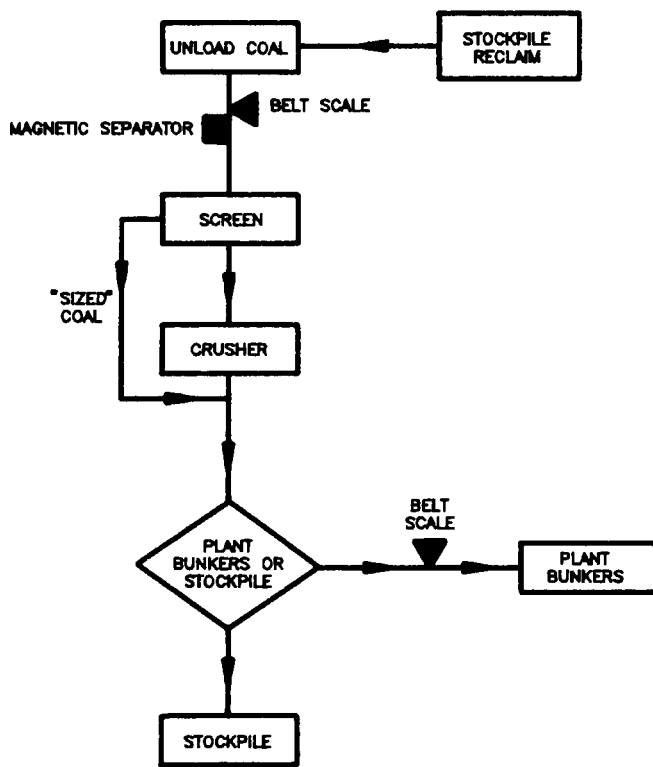 UNLOAD COAL
STOCKPILE
RECLAIM
BELT SCALE
MAGNETIC SEPARATOR
SCREEN
"SIZED"
COAL
CRUSHER
BELT
SCALE
PLANT
BUNKERS OR
STOCKPILE
PLANT
BUNKERS
STOCKPILE